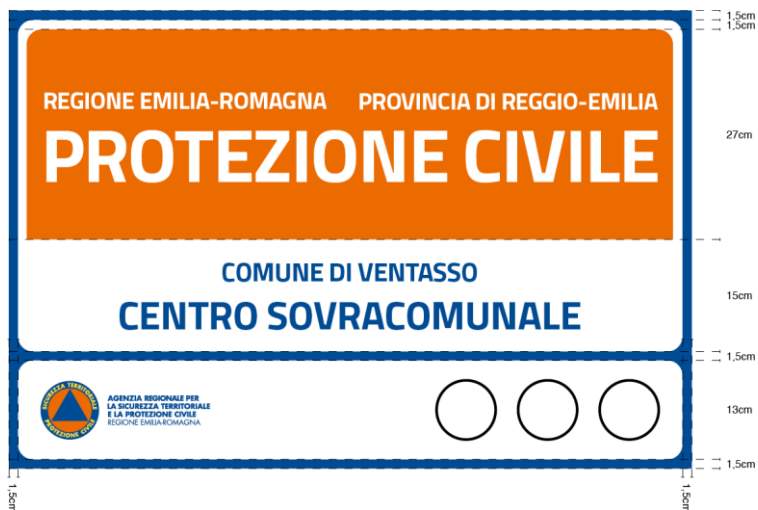 1,5cm
1,5cm
REGIONE EMILIA-ROMAGNA PROVINCIA DI REGGIO-EMILIA
PROTEZIONE CIVILE
27cm
COMUNE DI VENTASSO
CENTRO SOVRACOMUNALE
15cm
1,5cm
SICUREZZA TERRITORIALE
PROTEZIONE CIVILE
AGENZIA REGIONALE PER
LA SICUREZZA TERRITORIALE
E LA PROTEZIONE CIVILE
REGIONE EMILIA-ROMAGNA
13cm
1,5cm
1,5cm
1,5cm